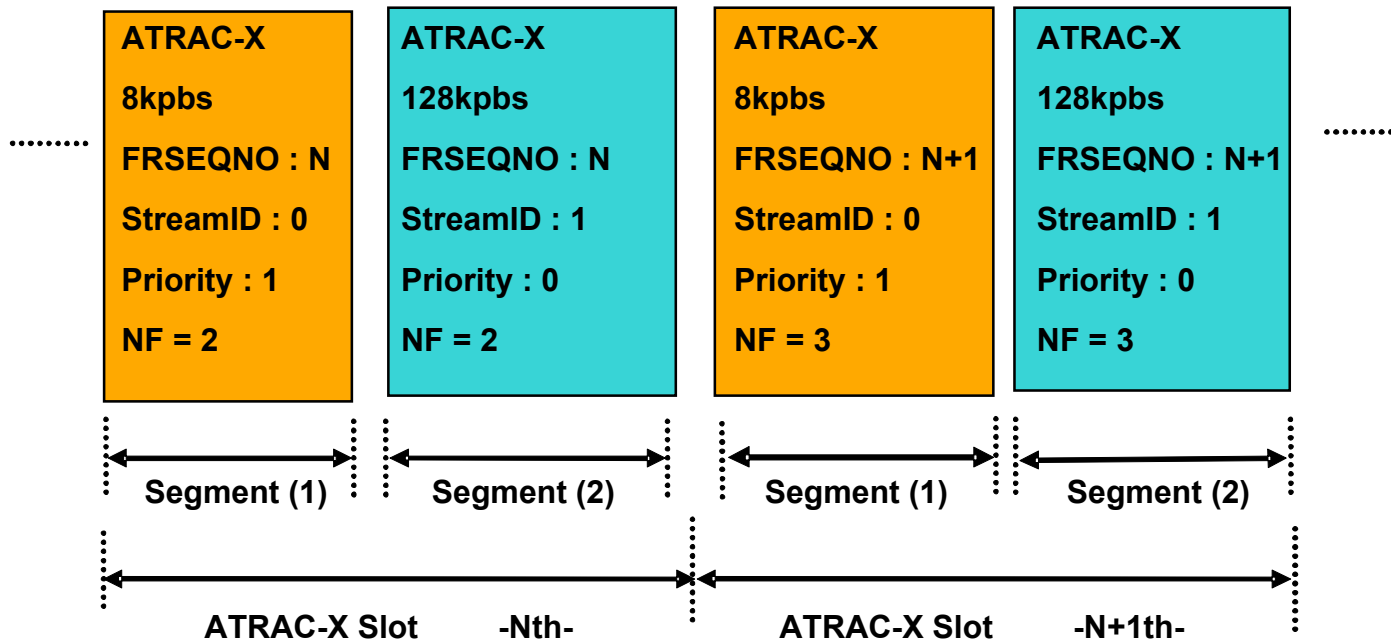 ATRAC-X
8kpbs
FRSEQNO : N
StreamID : 0
Priority : 1
NF = 2
ATRAC-X
128kpbs
FRSEQNO : N
StreamID : 1
Priority : 0
NF = 2
ATRAC-X
8kpbs
FRSEQNO : N+1
StreamID : 0
Priority : 1
NF = 3
ATRAC-X
128kpbs
FRSEQNO : N+1
StreamID : 1
Priority : 0
NF = 3
Segment (1)
Segment (2)
Segment (1)
Segment (2)
ATRAC-X Slot -Nth-
ATRAC-X Slot -N+1th-